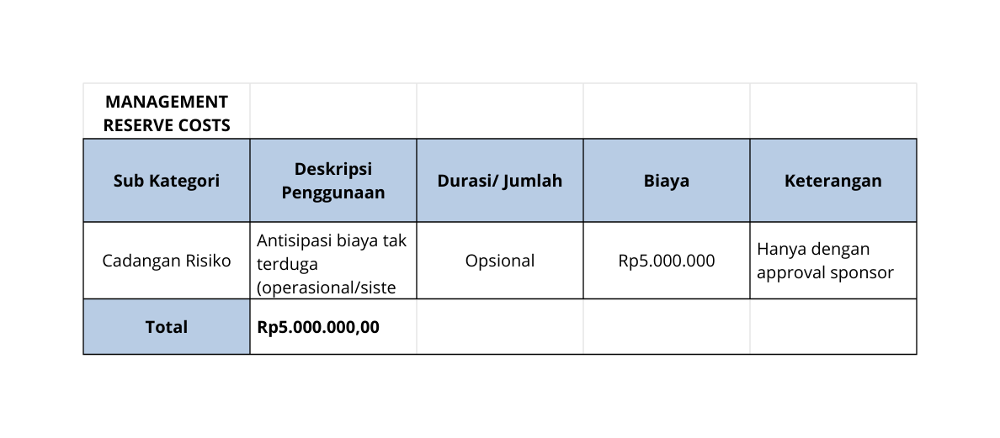 MANAGEMENT
RESERVE COSTS
Sub Kategori
Deskripsi
Penggunaan
Durasi/ Jumlah
Biaya
Keterangan
Cadangan Risiko
Antisipasi biaya tak
terduga
(operasional/siste
Opsional
Rp5.000.000
Hanya dengan
approval sponsor
Total
Rp5.000.000,00